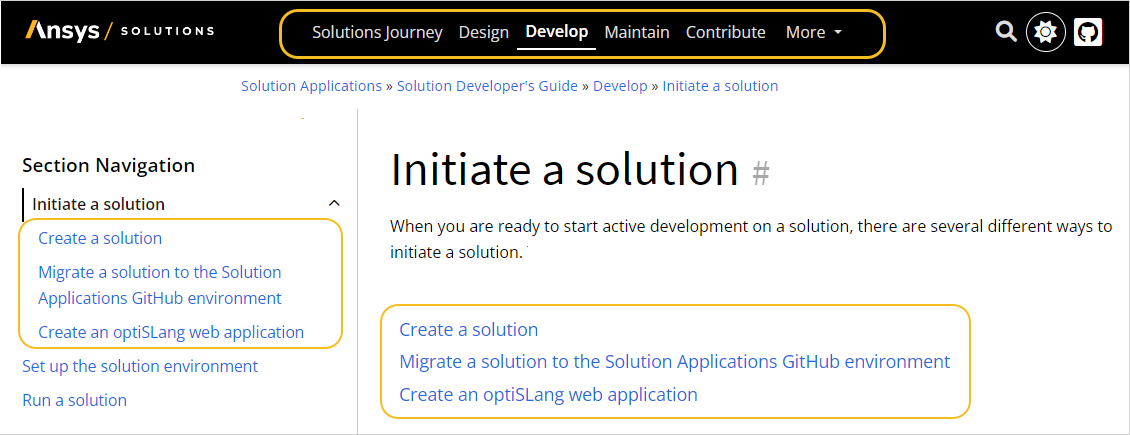 Ansys / SOLUTIONS
Solutions Journey Design Develop Maintain Contribute More
Solution Applications » Solution Developer's Guide » Develop » Initiate a solution
Section Navigation
Initiate a solution
Create a solution
Migrate a solution to the Solution
Applications GitHub environment
Create an optiSLang web application
Set up the solution environment
Run a solution
Initiate a solution #
When you are ready to start active development on a solution, there are several different ways to
initiate a solution.
Create a solution
Migrate a solution to the Solution Applications GitHub environment
Create an optiSLang web application